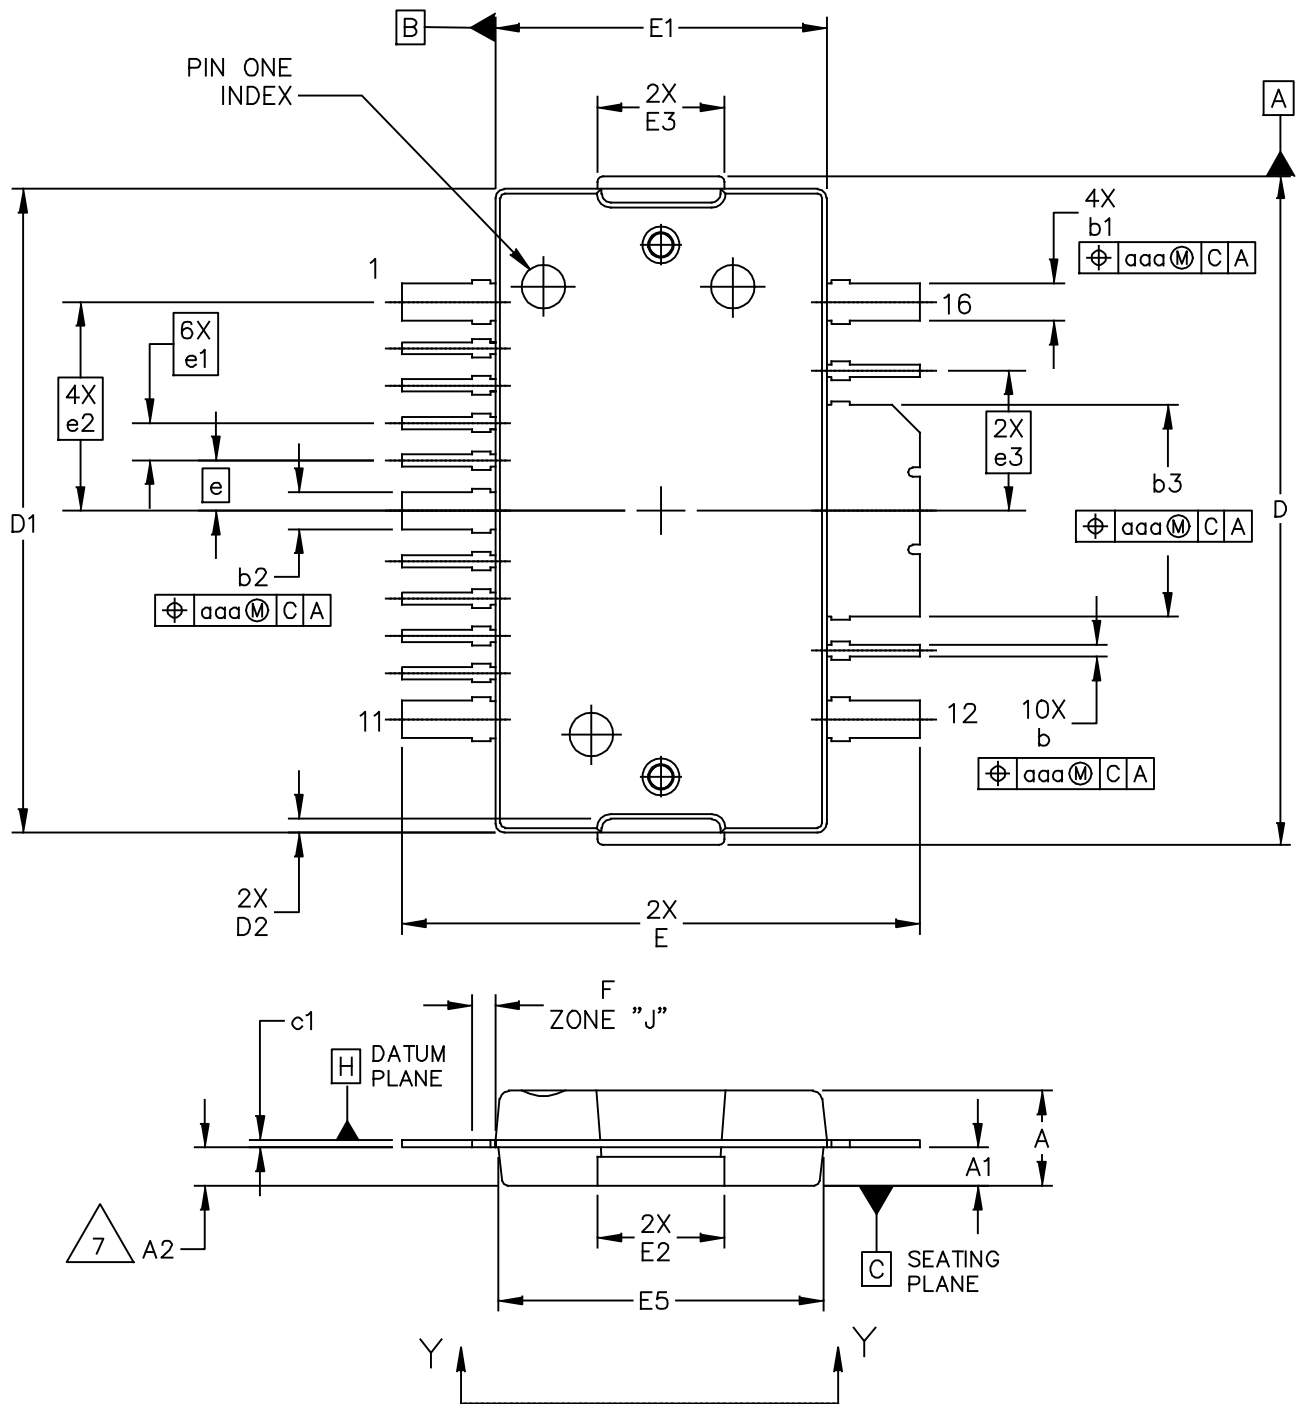 B
E1
PIN ONE
INDEX
2X
E3
A
4X
b1
⌖ aaa Ⓜ C A
1
16
6X
e1
4X
e2
2X
e3
e
b3
D1
D
⌖ aaa Ⓜ C A
b2
⌖ aaa Ⓜ C A
11
12
10X
b
⌖ aaa Ⓜ C A
2X
D2
2X
E
F
ZONE "J"
c1
H DATUM
PLANE
A
A1
7 A2
2X
E2
C SEATING
PLANE
E5
Y Y